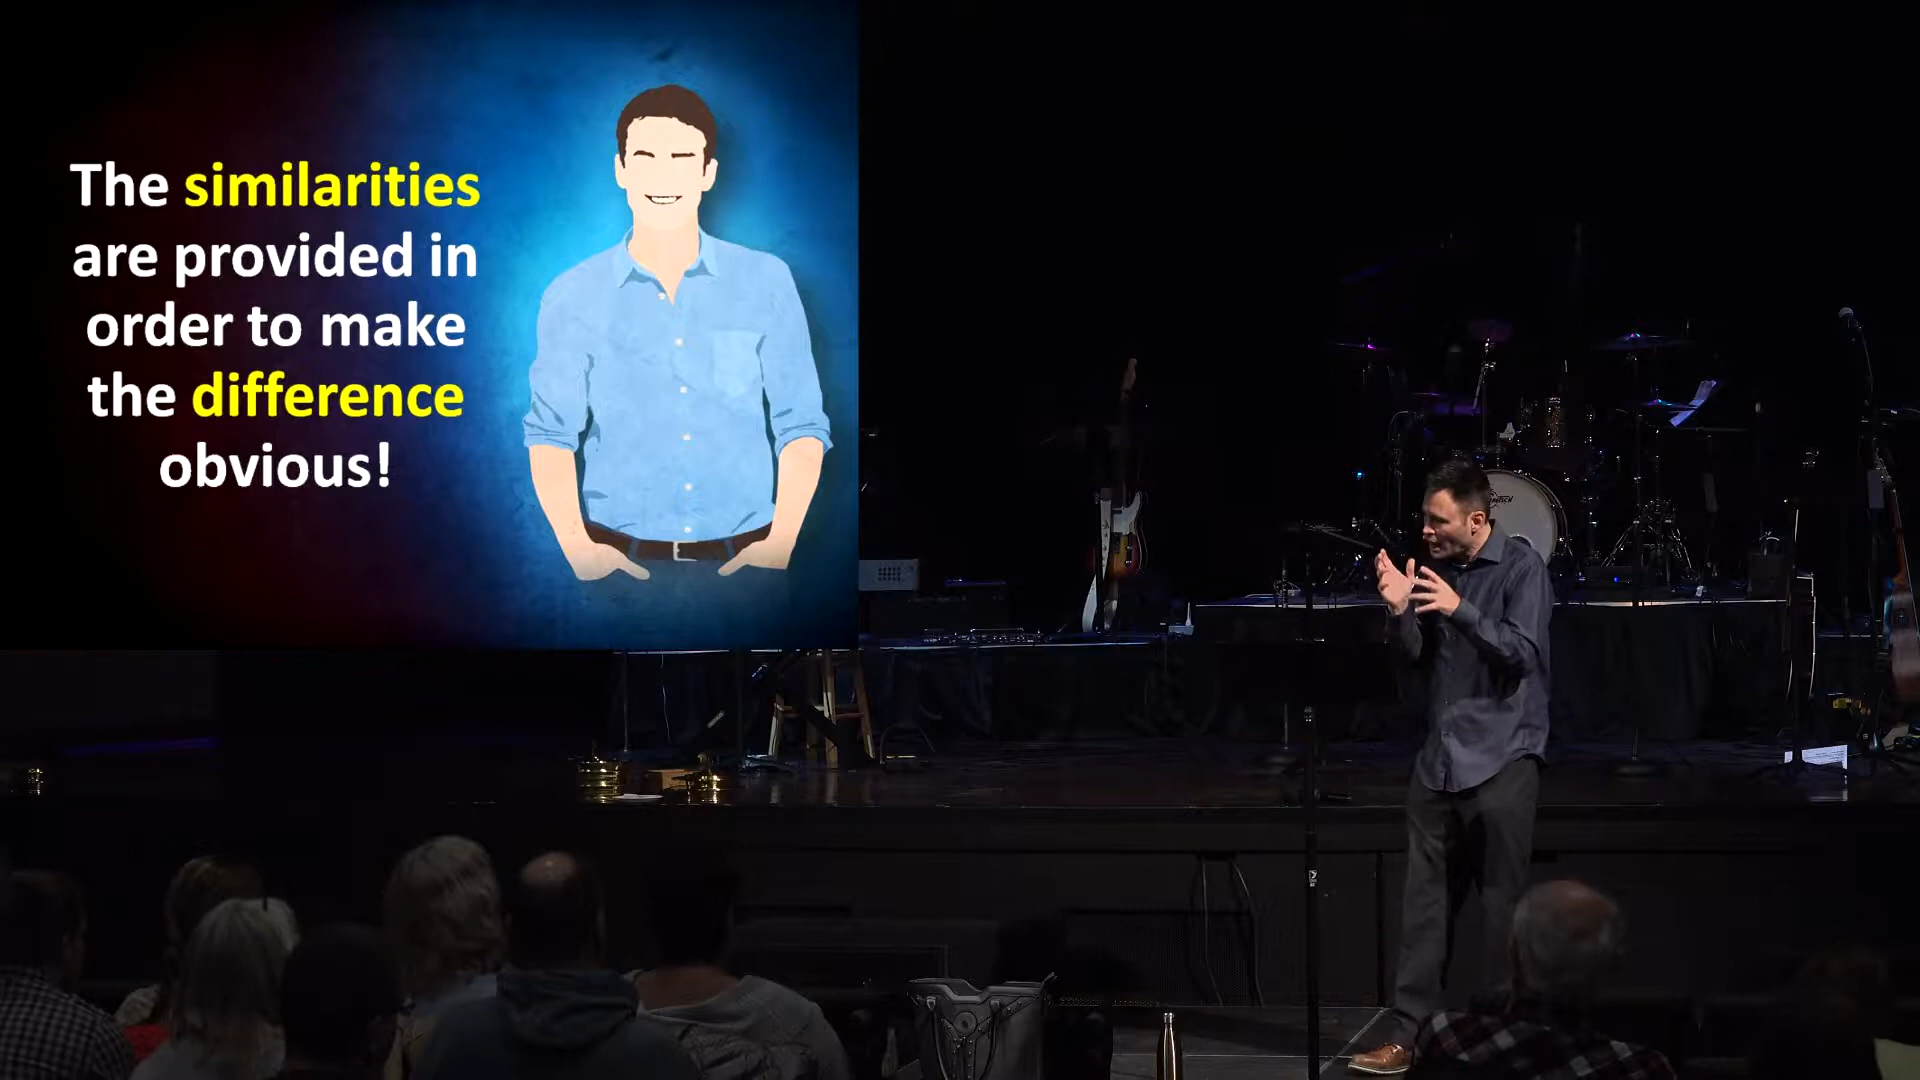 The similarities
are provided in
order to make
the difference
obvious!